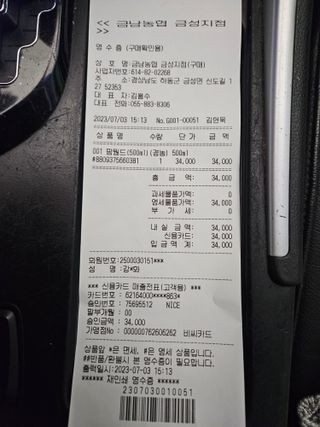 << 금남농협 금성지점
>>
영 수 증 (구매확인용)
상 호 명:금남농협 금성지점(구매)
사업자번호:614-82-02268
주 소:경상남도 하동군 금성면 신도길 1
27 52353
대 표 자:김홍수
대표 전화:055-883-8306
2023/07/03 15:13 No.G001-00051 김현목
상 품 명 수량 단 가 금 액
001 팜월드(500ml)(경농) 500ml
#8809375660381 1 34,000 34,000
총 금 액: 34,000
과세물품가액: 0
영세물품가액: 34,000
부 가 세: 0
내 실 금 액: 34,000
신용카드: 34,000
입 금 액 계: 34,000
회원번호:2500030151***
성 명 :강*화
*** 신용카드 매출전표(고객용) ***
카드번호 : 62164000****863*
승인번호 : 75695512 NICE
할부개월 : 00
승인금액 : 34,000
가맹점No : 000000762606262 비씨카드
상품앞 *은 면세, #은 영세 상품입니다.
##반품/환불시 본 영수증이 필요합니다.
출력일시:2023-07-03 15:13
****** 재인쇄 영수증 ******
2307030010051